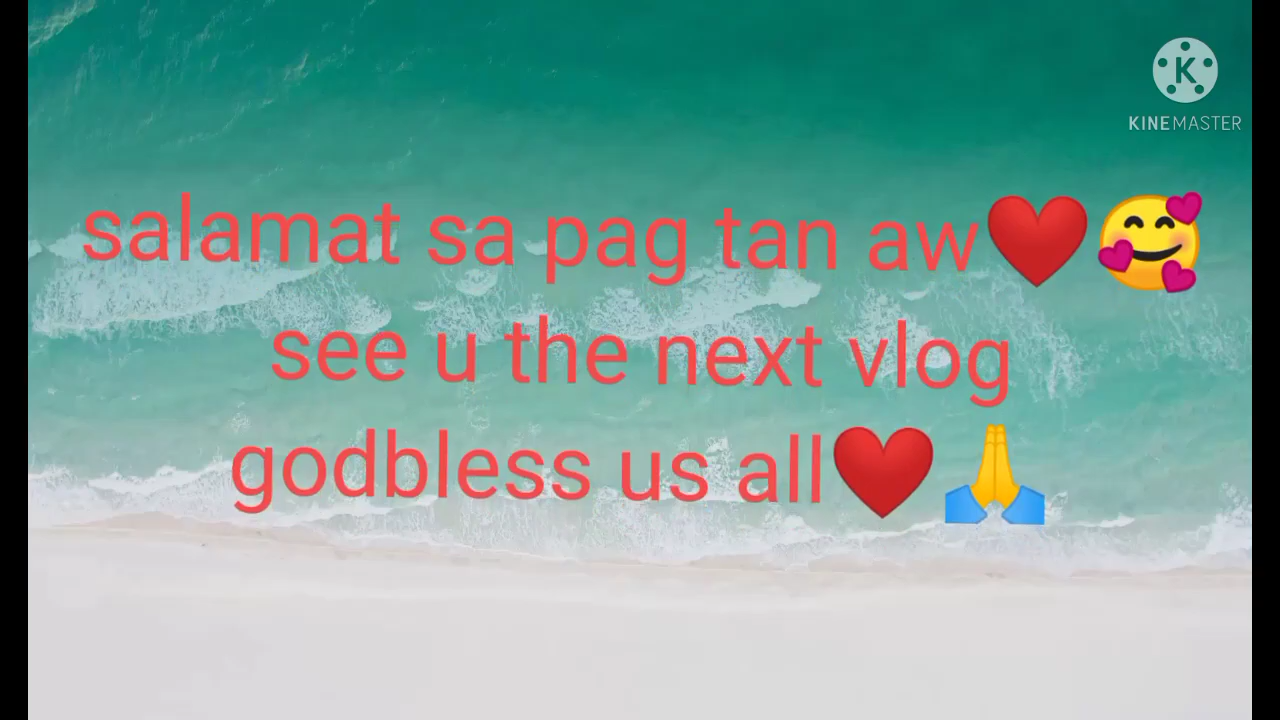 KINEMASTER
salamat sa pag tan aw❤️🥰
see u the next vlog
godbless us all❤️🙏